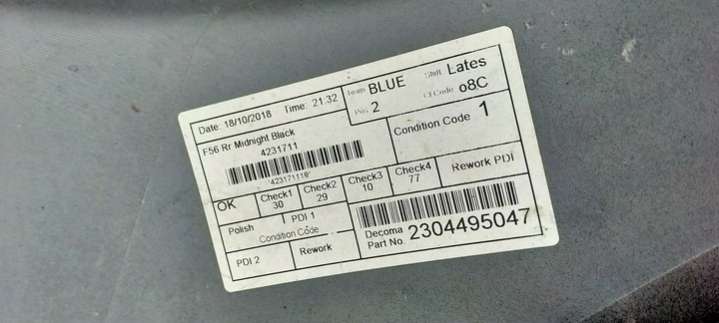 Date: 18/10/2018 Time: 21:32
Team BLUE Shift Lates
Pos: 2 CI Code o8C
F56 Rr Midnight Black
4231711
Condition Code 1
OK Check1 30 Check2 29 Check3 10 Check4 77 Rework PDI
Polish PDI 1
Condition Code
Decoma Part No. 2304495047
PDI 2 Rework